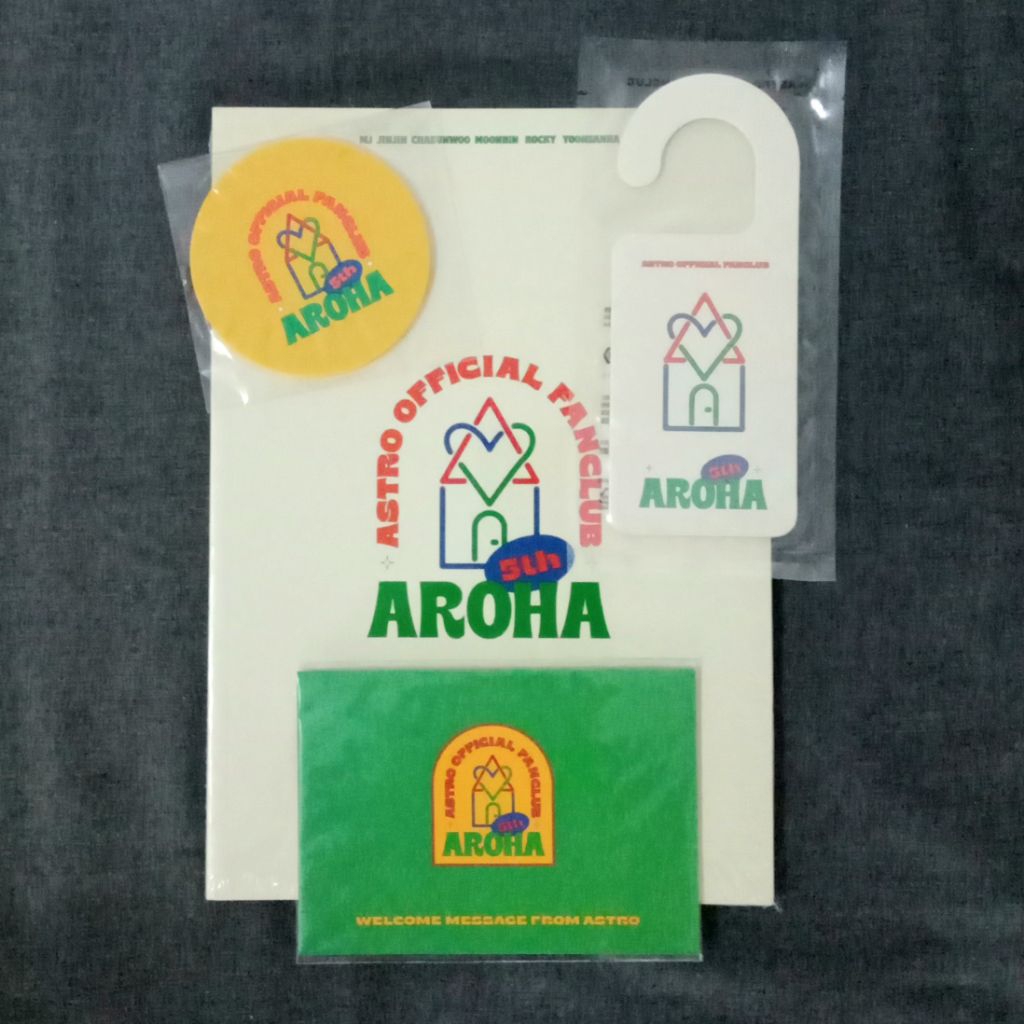 MJ JINJIN CHAEUNWOO MOONBIN ROCKY YOONSANHA
ASTRO OFFICIAL FANCLUB
5th
AROHA
ASTRO OFFICIAL FANCLUB
5th
AROHA
ASTRO OFFICIAL FANCLUB
5th
AROHA
ASTRO OFFICIAL FANCLUB
5th
AROHA
WELCOME MESSAGE FROM ASTRO